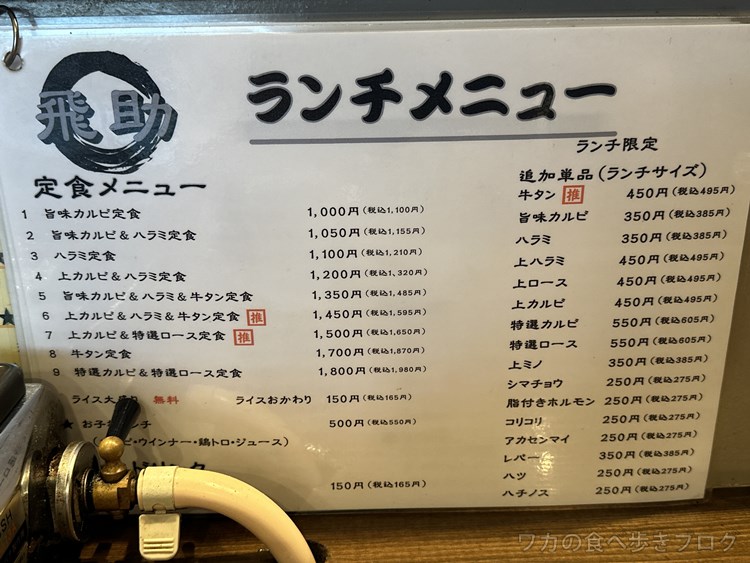 飛助
ランチメニュー
ランチ限定
定食メニュー
1 旨味カルビ定食 1,000円(税込1,100円)
2 旨味カルビ&ハラミ定食 1,050円(税込1,155円)
3 ハラミ定食 1,100円(税込1,210円)
4 上カルビ&ハラミ定食 1,200円(税込1,320円)
5 旨味カルビ&ハラミ&牛タン定食 1,350円(税込1,485円)
6 上カルビ&ハラミ&牛タン定食 推 1,450円(税込1,595円)
7 上カルビ&特選ロース定食 推 1,500円(税込1,650円)
8 牛タン定食 1,700円(税込1,870円)
9 特選カルビ&特選ロース定食 1,800円(税込1,980円)
ライス大 無料 ライスおかわり 150円(税込165円)
★ お子 ンチ 500円(税込550円)
・ウインナー・鶏トロ・ジュース)
150円(税込165円)
追加単品(ランチサイズ)
牛タン 推 450円(税込495円)
旨味カルビ 350円(税込385円)
ハラミ 350円(税込385円)
上ハラミ 450円(税込495円)
上ロース 450円(税込495円)
上カルビ 450円(税込495円)
特選カルビ 550円(税込605円)
特選ロース 550円(税込605円)
上ミノ 350円(税込385円)
シマチョウ 250円(税込275円)
脂付きホルモン 250円(税込275円)
コリコリ 250円(税込275円)
アカセンマイ 250円(税込275円)
レバー 350円(税込385円)
ハツ 250円(税込275円)
ハチノス 250円(税込275円)
ワカの食べ歩きブログ